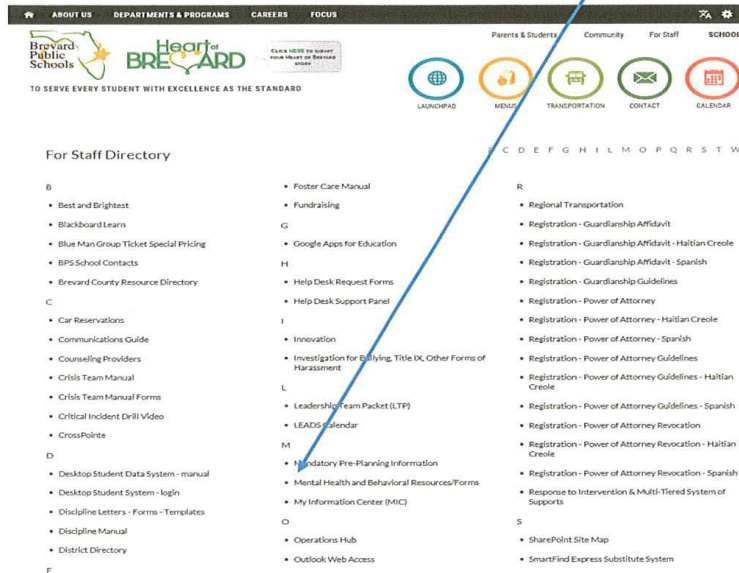 ABOUT US DEPARTMENTS & PROGRAMS CAREERS FOCUS
Parents & Students Community For Staff SCHOOL
Brevard
Public
Schools
Heart of
BREVARD
CLICK HERE TO SUBMIT
YOUR HEART OF BREVARD
STORY
TO SERVE EVERY STUDENT WITH EXCELLENCE AS THE STANDARD
LAUNCHPAD MENUS TRANSPORTATION CONTACT CALENDAR
For Staff Directory
C D E F G H I L M O P Q R S T W
B
• Best and Brightest
• Blackboard Learn
• Blue Man Group Ticket Special Pricing
• BPS School Contacts
• Brevard County Resource Directory
C
• Car Reservations
• Communications Guide
• Counseling Providers
• Crisis Team Manual
• Crisis Team Manual Forms
• Critical Incident Drill Video
• CrossPointe
D
• Desktop Student Data System - manual
• Desktop Student System - login
• Discipline Letters - Forms - Templates
• Discipline Manual
• District Directory
F
• Foster Care Manual
• Fundraising
G
• Google Apps for Education
H
• Help Desk Request Forms
• Help Desk Support Panel
I
• Innovation
• Investigation for Bullying, Title IX, Other Forms of
Harassment
L
• Leadership Team Packet (LTP)
• LEADS Calendar
M
• Mandatory Pre-Planning Information
• Mental Health and Behavioral Resources/Forms
• My Information Center (MIC)
O
• Operations Hub
• Outlook Web Access
R
• Regional Transportation
• Registration - Guardianship Affidavit
• Registration - Guardianship Affidavit - Haitian Creole
• Registration - Guardianship Affidavit - Spanish
• Registration - Guardianship Guidelines
• Registration - Power of Attorney
• Registration - Power of Attorney - Haitian Creole
• Registration - Power of Attorney - Spanish
• Registration - Power of Attorney Guidelines
• Registration - Power of Attorney Guidelines - Haitian
Creole
• Registration - Power of Attorney Guidelines - Spanish
• Registration - Power of Attorney Revocation
• Registration - Power of Attorney Revocation - Haitian
Creole
• Registration - Power of Attorney Revocation - Spanish
• Response to Intervention & Multi-Tiered System of
Supports
S
• SharePoint Site Map
• SmartFind Express Substitute System